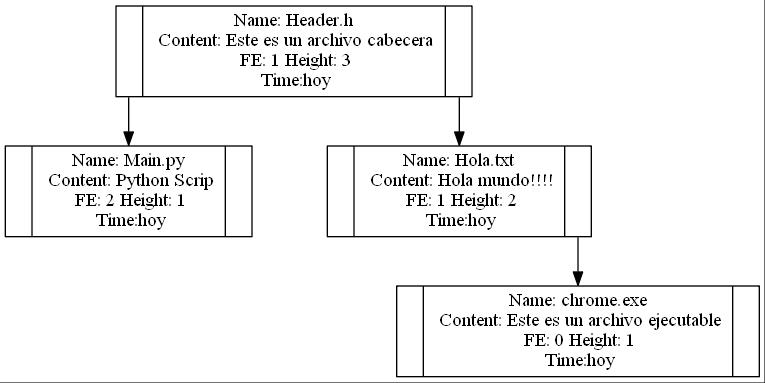 Name: Header.h
Content: Este es un archivo cabecera
FE: 1 Height: 3
Time:hoy
Name: Main.py
Content: Python Scrip
FE: 2 Height: 1
Time:hoy
Name: Hola.txt
Content: Hola mundo!!!!
FE: 1 Height: 2
Time:hoy
Name: chrome.exe
Content: Este es un archivo ejecutable
FE: 0 Height: 1
Time:hoy